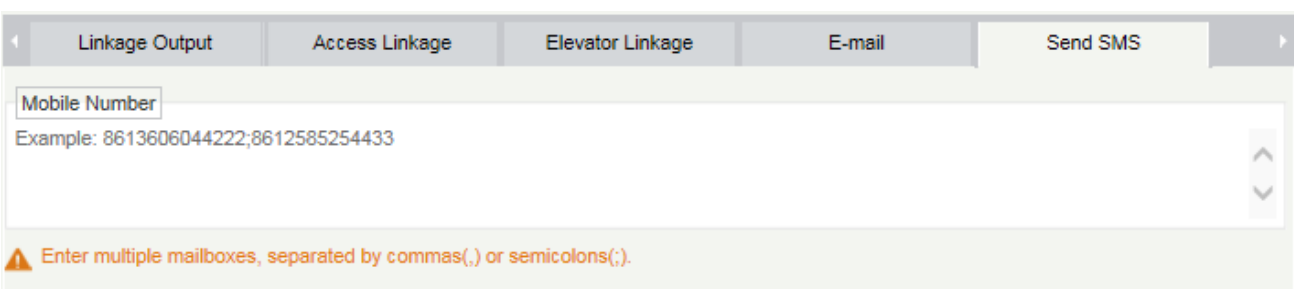 Linkage Output Access Linkage Elevator Linkage E-mail Send SMS
Mobile Number
Example: 8613606044222;8612585254433
Enter multiple mailboxes, separated by commas(,) or semicolons(;).